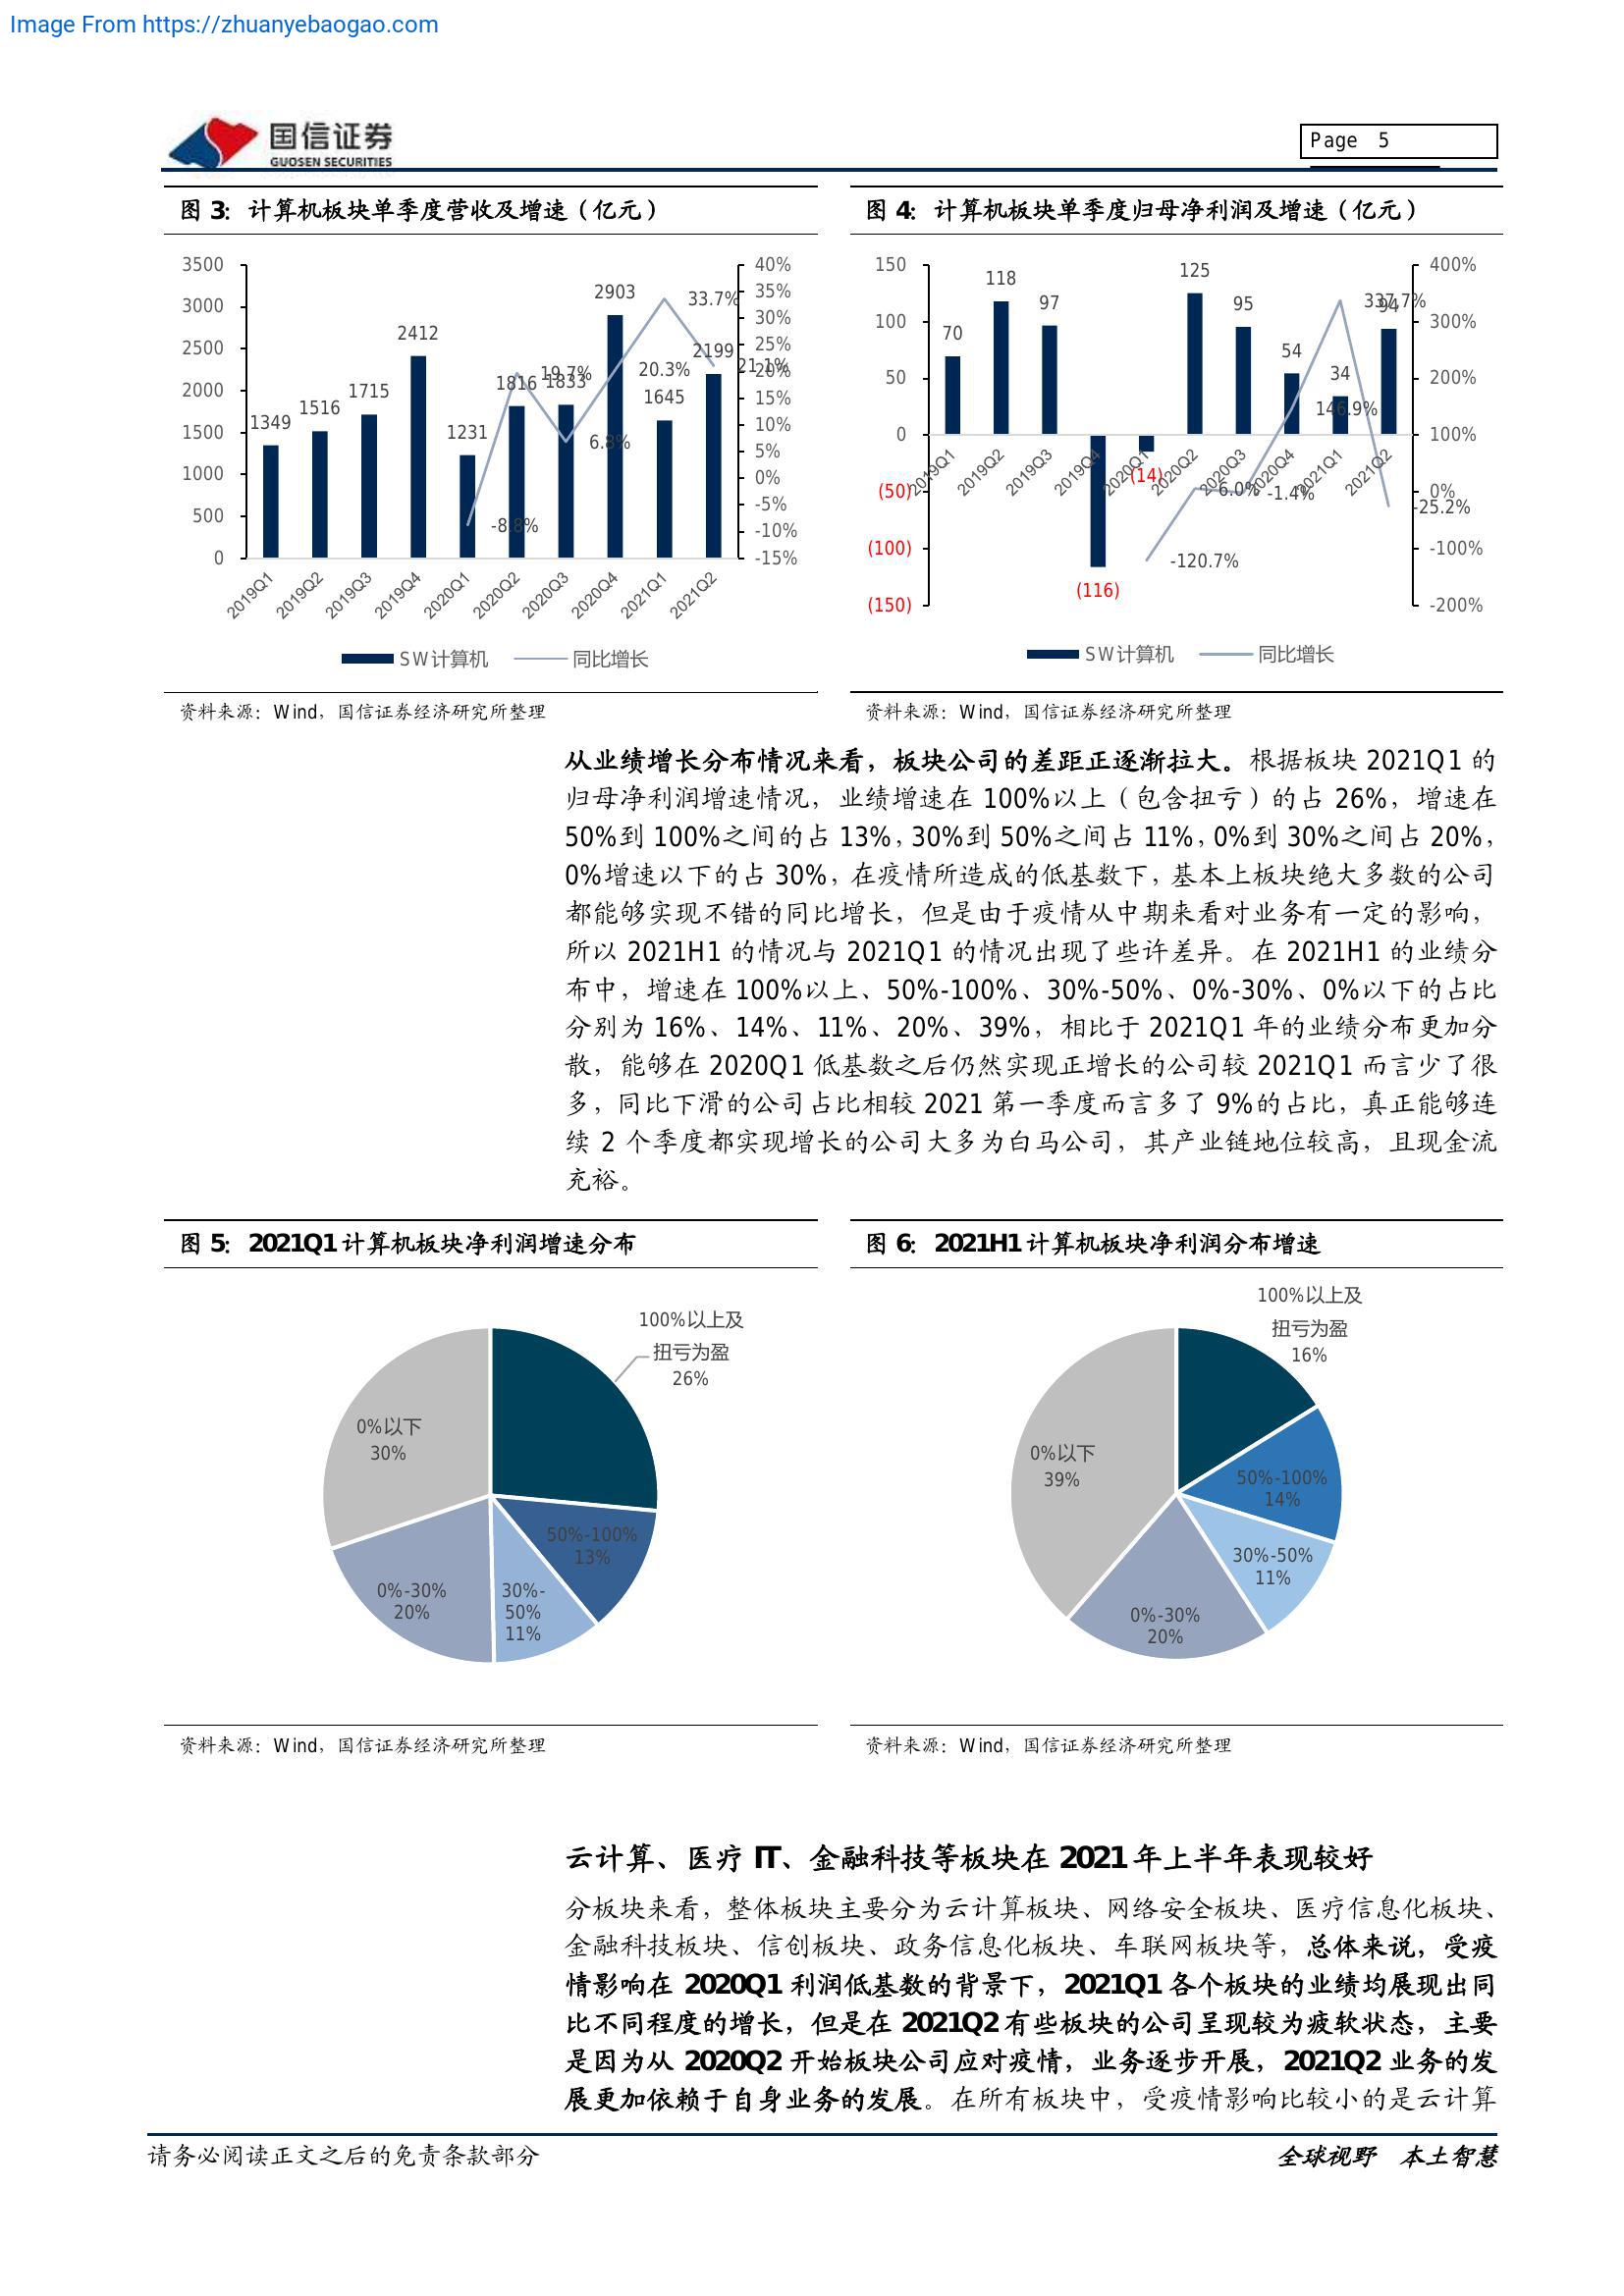 Image From https://zhuanyebaogao.com
国信证券
GUOSEN SECURITIES
Page 5
图 3：计算机板块单季度营收及增速（亿元）
3500
3000
2500
2000
1500
1000
500
0
40%
35%
30%
25%
20%
15%
10%
5%
0%
-5%
-10%
-15%
1349
1516
1715
2412
1231
1816
1833
2903
1645
2199
-8.8%
19.7%
6.8%
20.3%
33.7%
21.1%
2019Q1
2019Q2
2019Q3
2019Q4
2020Q1
2020Q2
2020Q3
2020Q4
2021Q1
2021Q2
SW计算机
同比增长
资料来源：Wind，国信证券经济研究所整理
图 4：计算机板块单季度归母净利润及增速（亿元）
150
100
50
0
(50)
(100)
(150)
400%
300%
200%
100%
0%
-100%
-200%
70
118
97
(116)
(14)
125
95
54
34
94
-120.7%
6.0%
-1.4%
146.9%
337.7%
-25.2%
2019Q1
2019Q2
2019Q3
2019Q4
2020Q1
2020Q2
2020Q3
2020Q4
2021Q1
2021Q2
SW计算机
同比增长
资料来源：Wind，国信证券经济研究所整理
从业绩增长分布情况来看，板块公司的差距正逐渐拉大。根据板块 2021Q1 的
归母净利润增速情况，业绩增速在 100%以上（包含扭亏）的占 26%，增速在
50%到 100%之间的占 13%，30%到 50%之间占 11%，0%到 30%之间占 20%，
0%增速以下的占 30%，在疫情所造成的低基数下，基本上板块绝大多数的公司
都能够实现不错的同比增长，但是由于疫情从中期来看对业务有一定的影响，
所以 2021H1 的情况与 2021Q1 的情况出现了些许差异。在 2021H1 的业绩分
布中，增速在 100%以上、50%-100%、30%-50%、0%-30%、0%以下的占比
分别为 16%、14%、11%、20%、39%，相比于 2021Q1 年的业绩分布更加分
散，能够在 2020Q1 低基数之后仍然实现正增长的公司较 2021Q1 而言少了很
多，同比下滑的公司占比相较 2021 第一季度而言多了 9%的占比，真正能够连
续 2 个季度都实现增长的公司大多为白马公司，其产业链地位较高，且现金流
充裕。
图 5：2021Q1 计算机板块净利润增速分布
100%以上及
扭亏为盈
26%
50%-100%
13%
30%-
50%
11%
0%-30%
20%
0%以下
30%
资料来源：Wind，国信证券经济研究所整理
图 6：2021H1 计算机板块净利润分布增速
100%以上及
扭亏为盈
16%
50%-100%
14%
30%-50%
11%
0%-30%
20%
0%以下
39%
资料来源：Wind，国信证券经济研究所整理
云计算、医疗 IT、金融科技等板块在 2021 年上半年表现较好
分板块来看，整体板块主要分为云计算板块、网络安全板块、医疗信息化板块、
金融科技板块、信创板块、政务信息化板块、车联网板块等，总体来说，受疫
情影响在 2020Q1 利润低基数的背景下，2021Q1 各个板块的业绩均展现出同
比不同程度的增长，但是在 2021Q2 有些板块的公司呈现较为疲软状态，主要
是因为从 2020Q2 开始板块公司应对疫情，业务逐步开展，2021Q2 业务的发
展更加依赖于自身业务的发展。在所有板块中，受疫情影响比较小的是云计算
请务必阅读正文之后的免责条款部分
全球视野 本土智慧